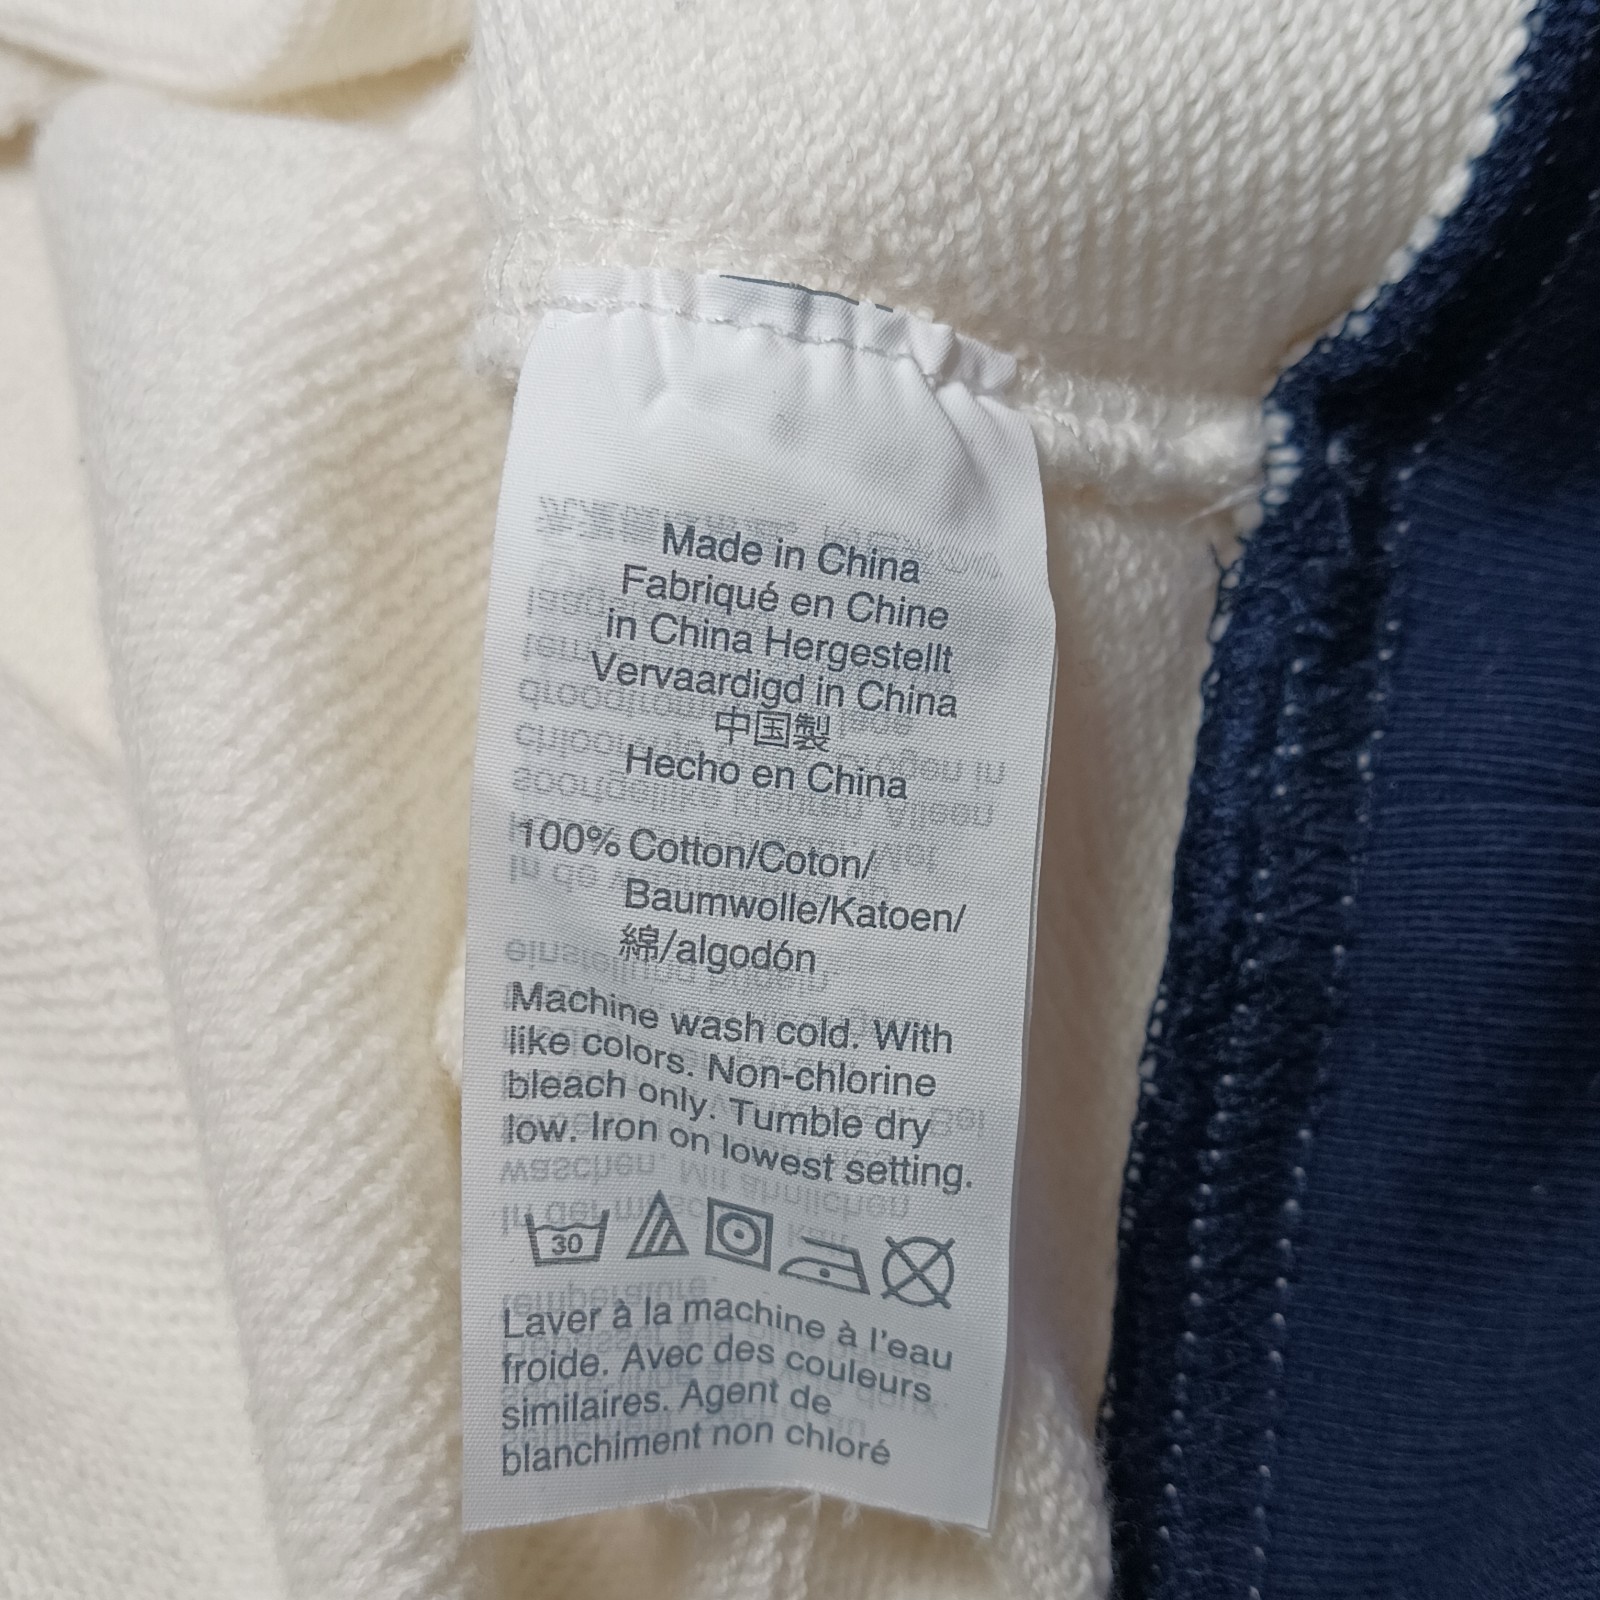 Made in China
Fabriqué en Chine
in China Hergestellt
Vervaardigd in China
中国製
Hecho en China
100% Cotton/Coton/
Baumwolle/Katoen/
綿/algodón
Machine wash cold. With
like colors. Non-chlorine
bleach only. Tumble dry
low. Iron on lowest setting.
30
Laver à la machine à l'eau
froide. Avec des couleurs
similaires. Agent de
blanchiment non chloré